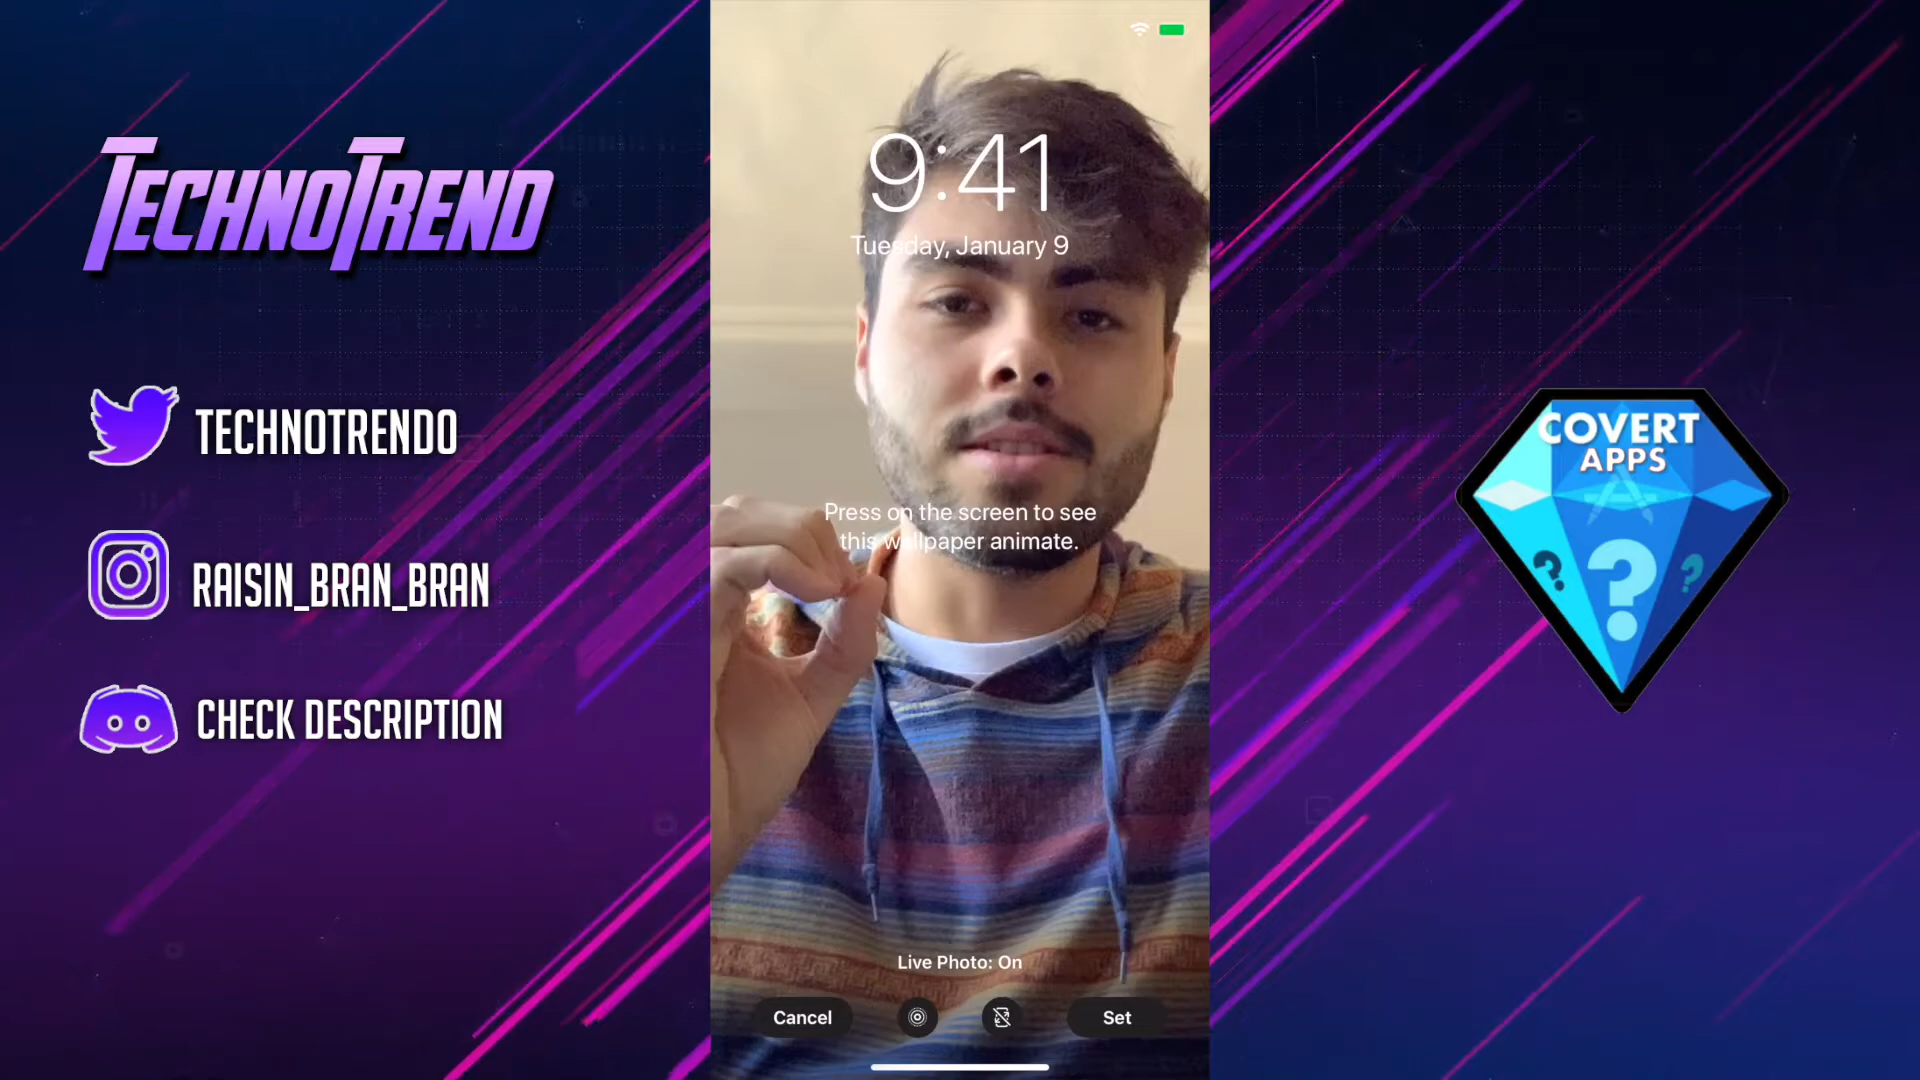 TECHNOTREND
TECHNOTRENDO
RAISIN_BRAN_BRAN
CHECK DESCRIPTION
9:41
Tuesday, January 9
Press on the screen to see
this wallpaper animate.
Live Photo: On
Cancel
Set
COVERT
APPS
?
?
?